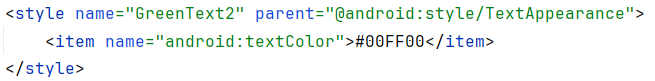 <style name="GreenText2" parent="@android:style/TextAppearance">
    <item name="android:textColor">#00FF00</item>
</style>